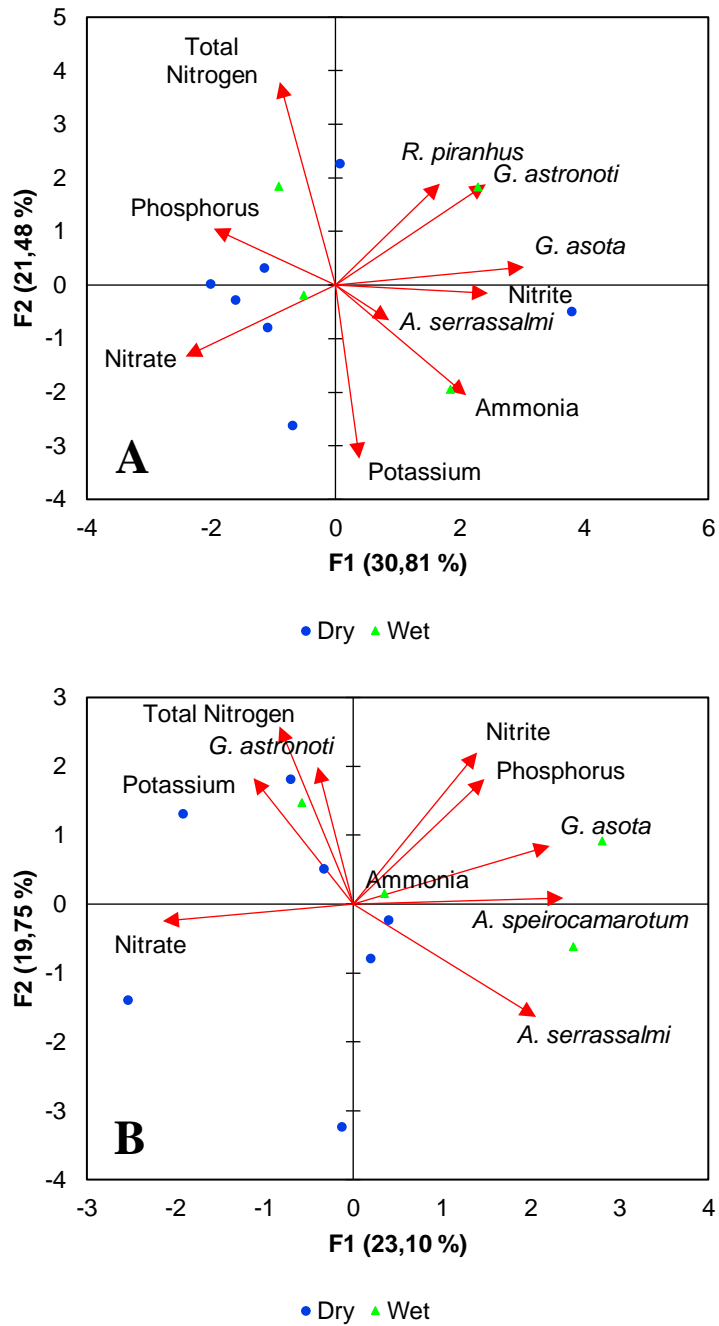 5
Total
Nitrogen
4
3
R. piranhus
G. astronoti
2
Phosphorus
1
G. asota
0
Nitrite
A. serrassalmi
-1
Nitrate
Ammonia
-2
-3
A
Potassium
-4
F2 (21,48 %)
-4 -2 0 2 4 6
F1 (30,81 %)
Dry Wet
3
Total Nitrogen
Nitrite
G. astronoti
2
Potassium
Phosphorus
1
G. asota
Ammonia
0
A. speirocamarotum
Nitrate
-1
A. serrassalmi
-2
-3
B
-4
F2 (19,75 %)
-3 -2 -1 0 1 2 3 4
F1 (23,10 %)
Dry Wet